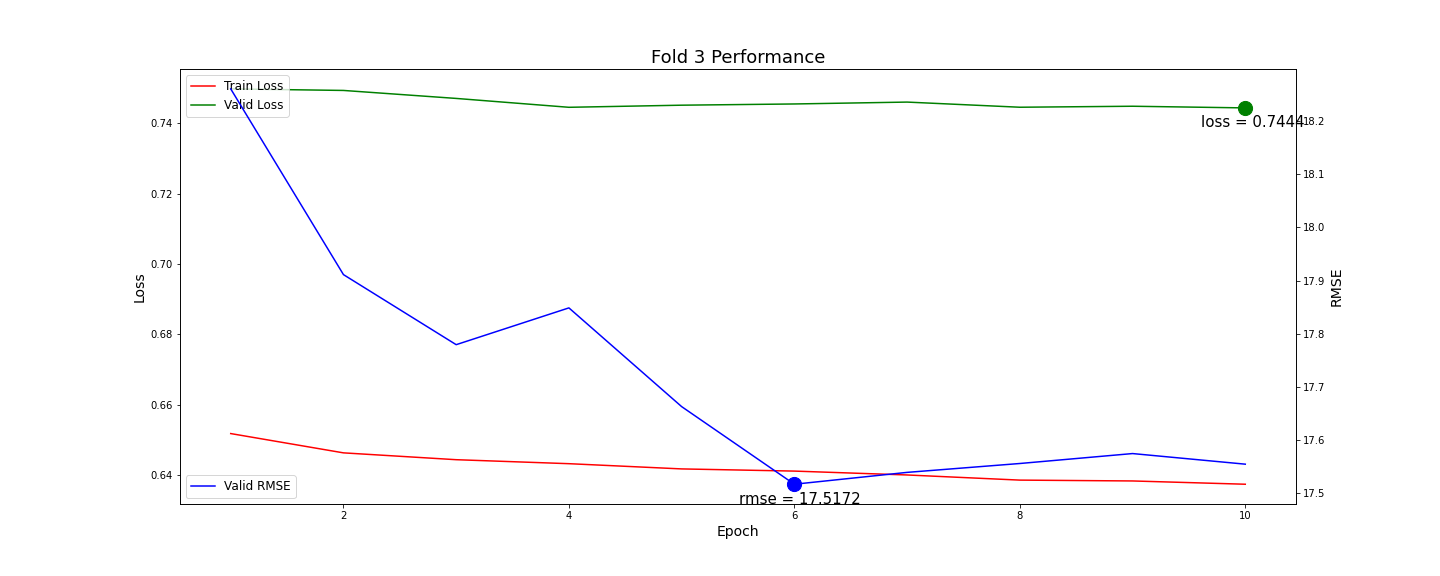 Fold 3 Performance
Train Loss
Valid Loss
Valid RMSE
loss = 0.7444
rmse = 17.5172
Loss
0.74
0.72
0.70
0.68
0.66
0.64
RMSE
18.2
18.1
18.0
17.9
17.8
17.7
17.6
17.5
2
4
6
8
10
Epoch